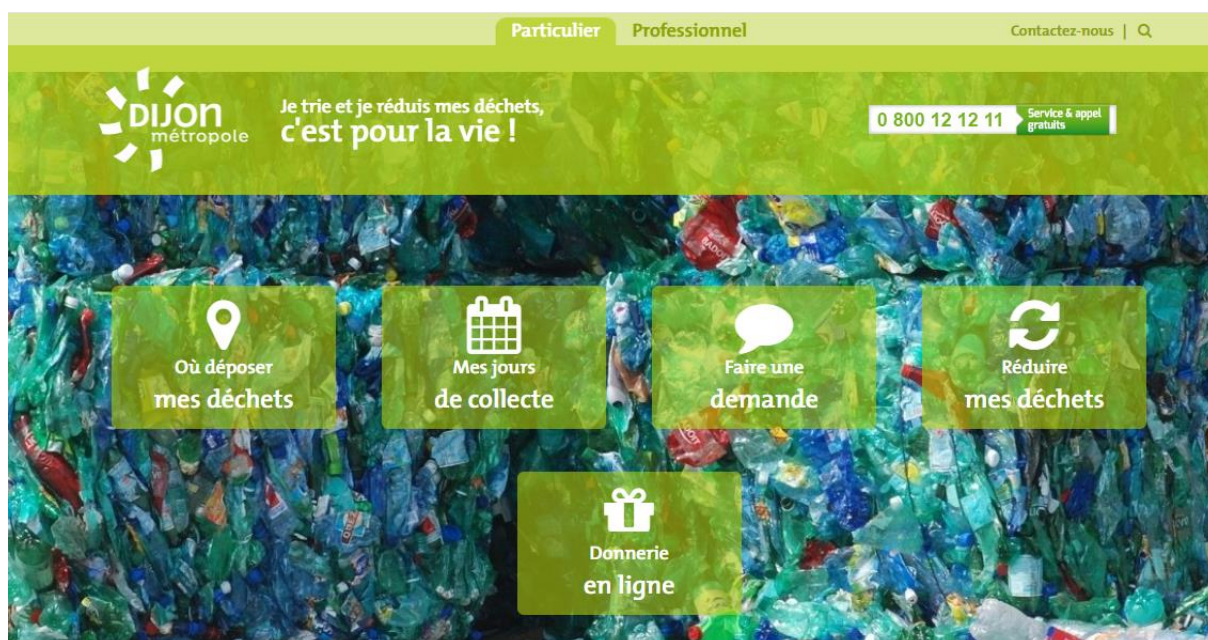 Particulier
Professionnel
Contactez-nous |
DIJON
métropole
Je trie et je réduis mes déchets,
c'est pour la vie !
0 800 12 12 11
Service & appel
gratuits
Où déposer
mes déchets
Mes jours
de collecte
Faire une
demande
Réduire
mes déchets
Donnerie
en ligne